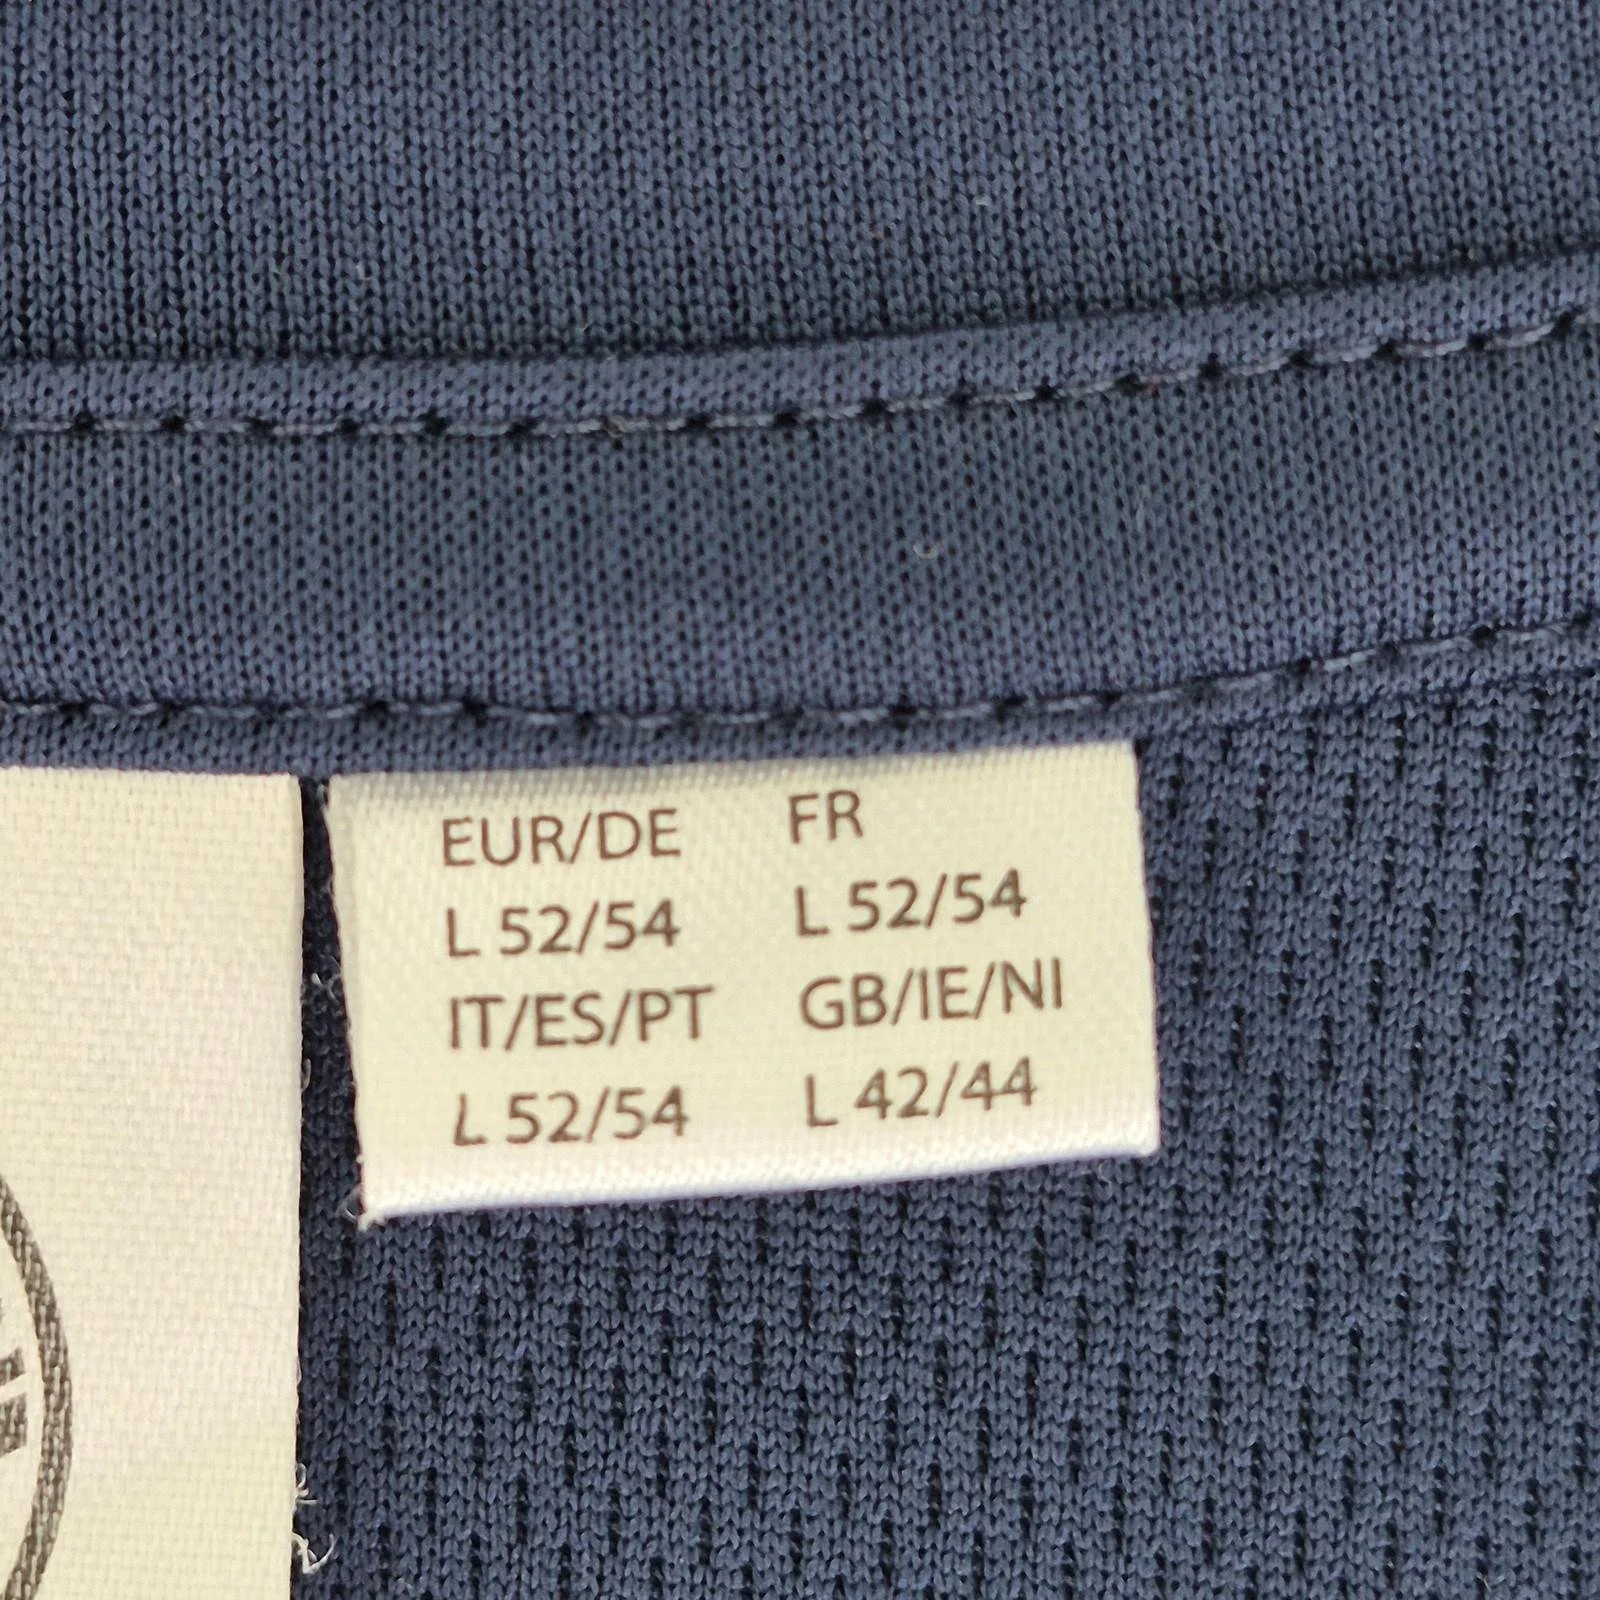 EUR/DE FR
L 52/54 L 52/54
IT/ES/PT GB/IE/NI
L 52/54 L 42/44